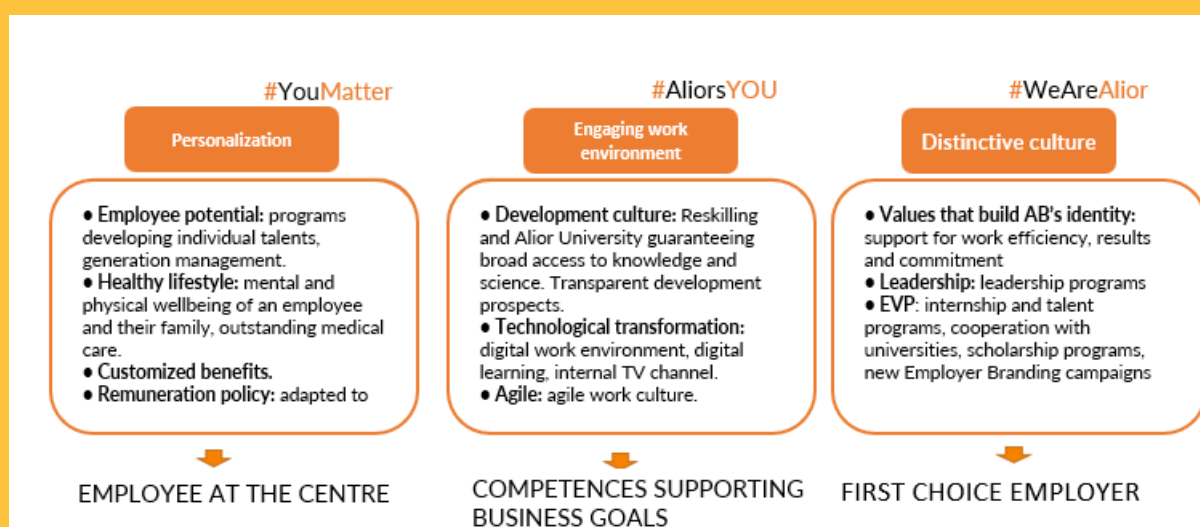 #YouMatter
Personalization
● Employee potential: programs
developing individual talents,
generation management.
● Healthy lifestyle: mental and
physical wellbeing of an employee
and their family, outstanding medical
care.
● Customized benefits.
● Remuneration policy: adapted to
EMPLOYEE AT THE CENTRE
#AliorsYOU
Engaging work
environment
● Development culture: Reskilling
and Alior University guaranteeing
broad access to knowledge and
science. Transparent development
prospects.
● Technological transformation:
digital work environment, digital
learning, internal TV channel.
● Agile: agile work culture.
COMPETENCES SUPPORTING
BUSINESS GOALS
#WeAreAlior
Distinctive culture
● Values that build AB's identity:
support for work efficiency, results
and commitment
● Leadership: leadership programs
● EVP: internship and talent
programs, cooperation with
universities, scholarship programs,
new Employer Branding campaigns
FIRST CHOICE EMPLOYER